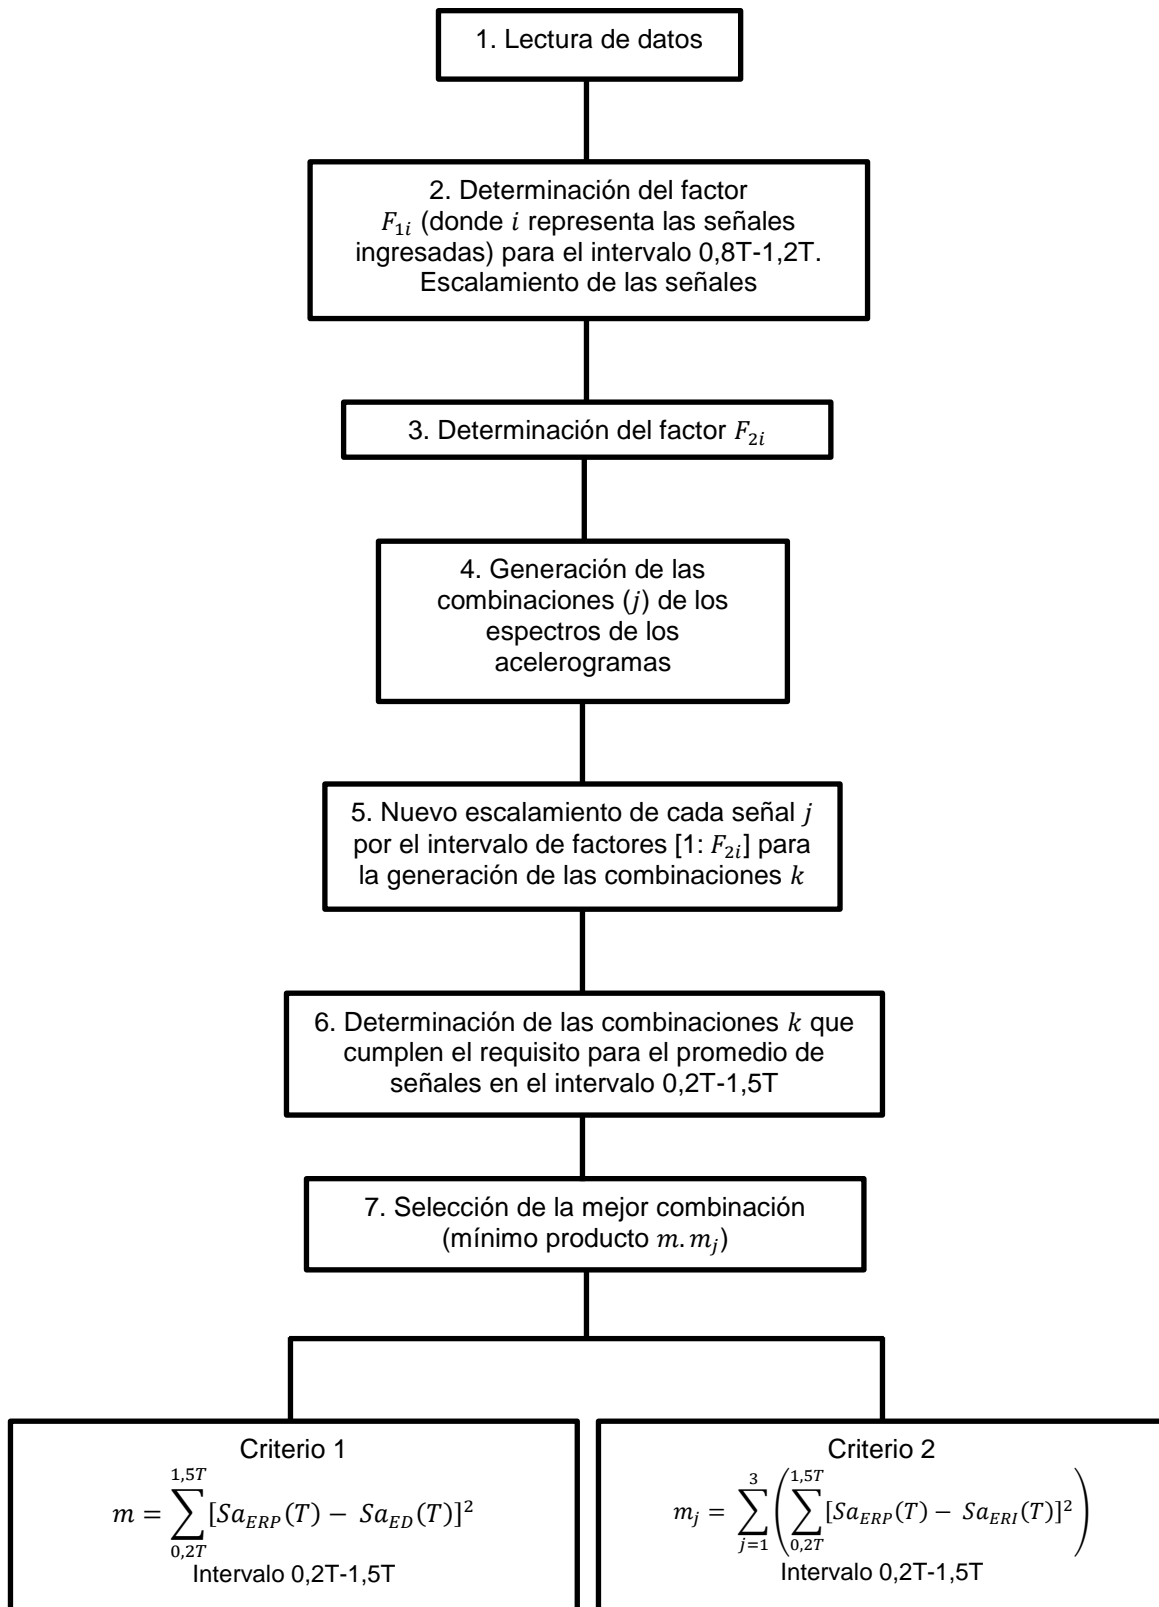 1. Lectura de datos
2. Determinación del factor
F₁ᵢ (donde i representa las señales
ingresadas) para el intervalo 0,8T-1,2T.
Escalamiento de las señales
3. Determinación del factor F₂ᵢ
4. Generación de las
combinaciones (j) de los
espectros de los
acelerogramas
5. Nuevo escalamiento de cada señal j
por el intervalo de factores [1: F₂ᵢ] para
la generación de las combinaciones k
6. Determinación de las combinaciones k que
cumplen el requisito para el promedio de
señales en el intervalo 0,2T-1,5T
7. Selección de la mejor combinación
(mínimo producto m.mⱼ)
Criterio 1
1,5T
m = ∑[Sa_ERP(T) − Sa_ED(T)]²
0,2T
Intervalo 0,2T-1,5T
Criterio 2
3 1,5T
mⱼ = ∑(∑[Sa_ERP(T) − Sa_ERI(T)]²)
j=1 0,2T
Intervalo 0,2T-1,5T